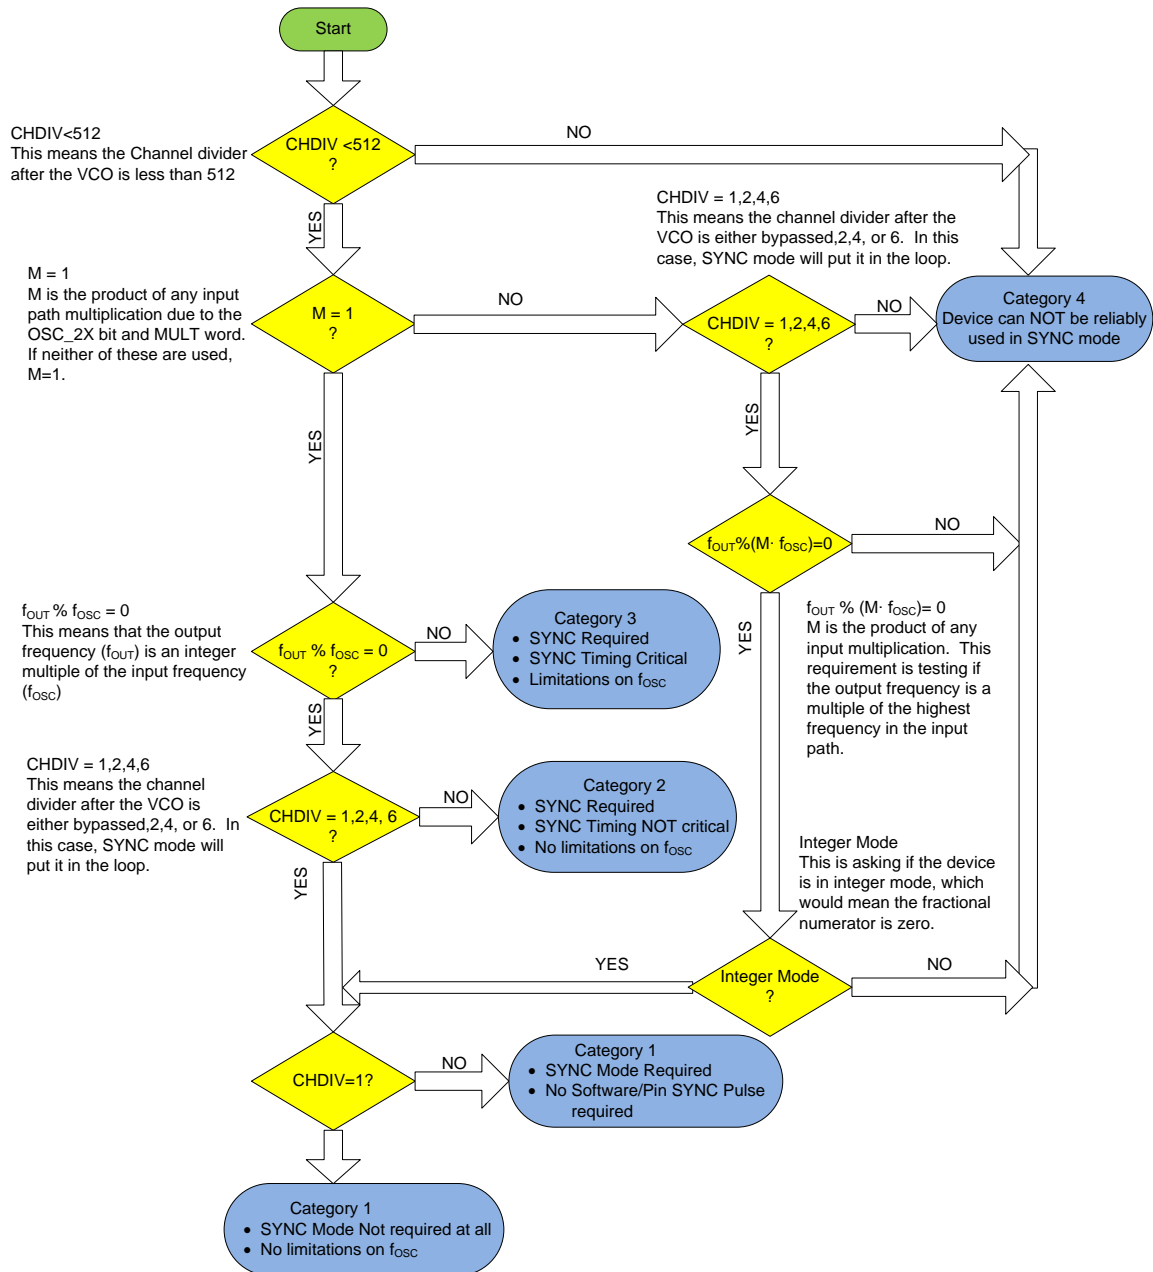 Start
CHDIV<512
This means the Channel divider
after the VCO is less than 512
CHDIV <512
?
NO
YES
CHDIV = 1,2,4,6
This means the channel divider after the
VCO is either bypassed,2,4, or 6.  In this
case, SYNC mode will put it in the loop.
M = 1
M is the product of any input
path multiplication due to the
OSC_2X bit and MULT word.
If neither of these are used,
M=1.
M = 1
?
NO
CHDIV = 1,2,4,6
?
NO
Category 4
Device can NOT be reliably
used in SYNC mode
YES
YES
fOUT%(M· fOSC)=0
NO
fOUT % fOSC = 0
This means that the output
frequency (fOUT) is an integer
multiple of the input frequency
(fOSC)
fOUT % fOSC = 0
?
NO
Category 3
• SYNC Required
• SYNC Timing Critical
• Limitations on fOSC
YES
fOUT % (M· fOSC)= 0
M is the product of any
input multiplication.  This
requirement is testing if
the output frequency is a
multiple of the highest
frequency in the input
path.
YES
CHDIV = 1,2,4,6
This means the channel
divider after the VCO is
either bypassed,2,4, or 6.  In
this case, SYNC mode will
put it in the loop.
CHDIV = 1,2,4, 6
?
NO
Category 2
• SYNC Required
• SYNC Timing NOT critical
• No limitations on fOSC
YES
Integer Mode
This is asking if the device
is in integer mode, which
would mean the fractional
numerator is zero.
Integer Mode
?
YES
NO
CHDIV=1?
NO
Category 1
• SYNC Mode Required
• No Software/Pin SYNC Pulse
required
Category 1
• SYNC Mode Not required at all
• No limitations on fOSC